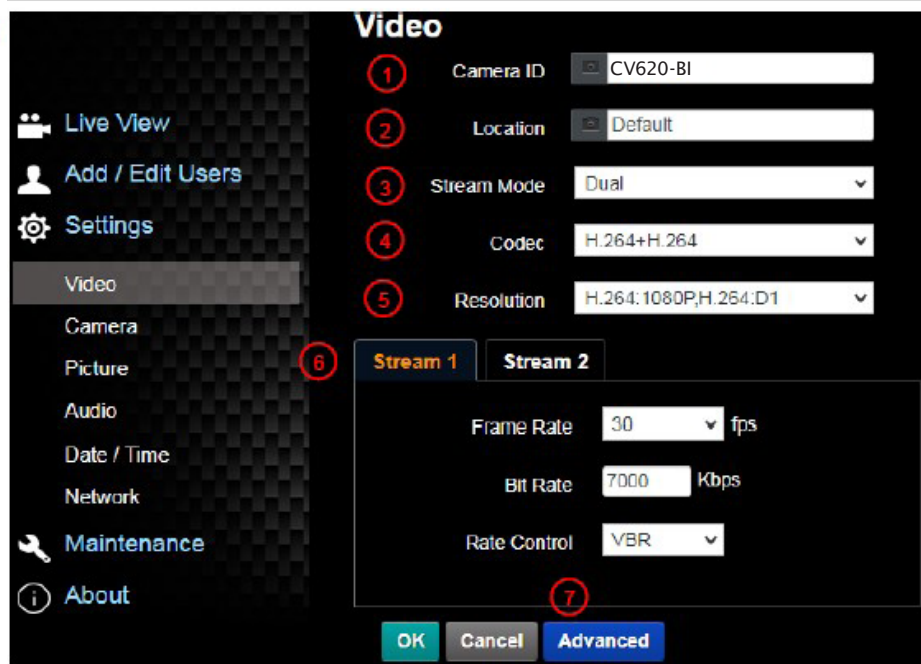 Video
1 Camera ID CV620-BI
2 Location Default
3 Stream Mode Dual
4 Codec H.264+H.264
5 Resolution H.264:1080P,H.264:D1
Live View
Add / Edit Users
Settings
Video
Camera
Picture
Audio
Date / Time
Network
Maintenance
About
6 Stream 1 Stream 2
Frame Rate 30 fps
Bit Rate 7000 Kbps
Rate Control VBR
7
OK Cancel Advanced